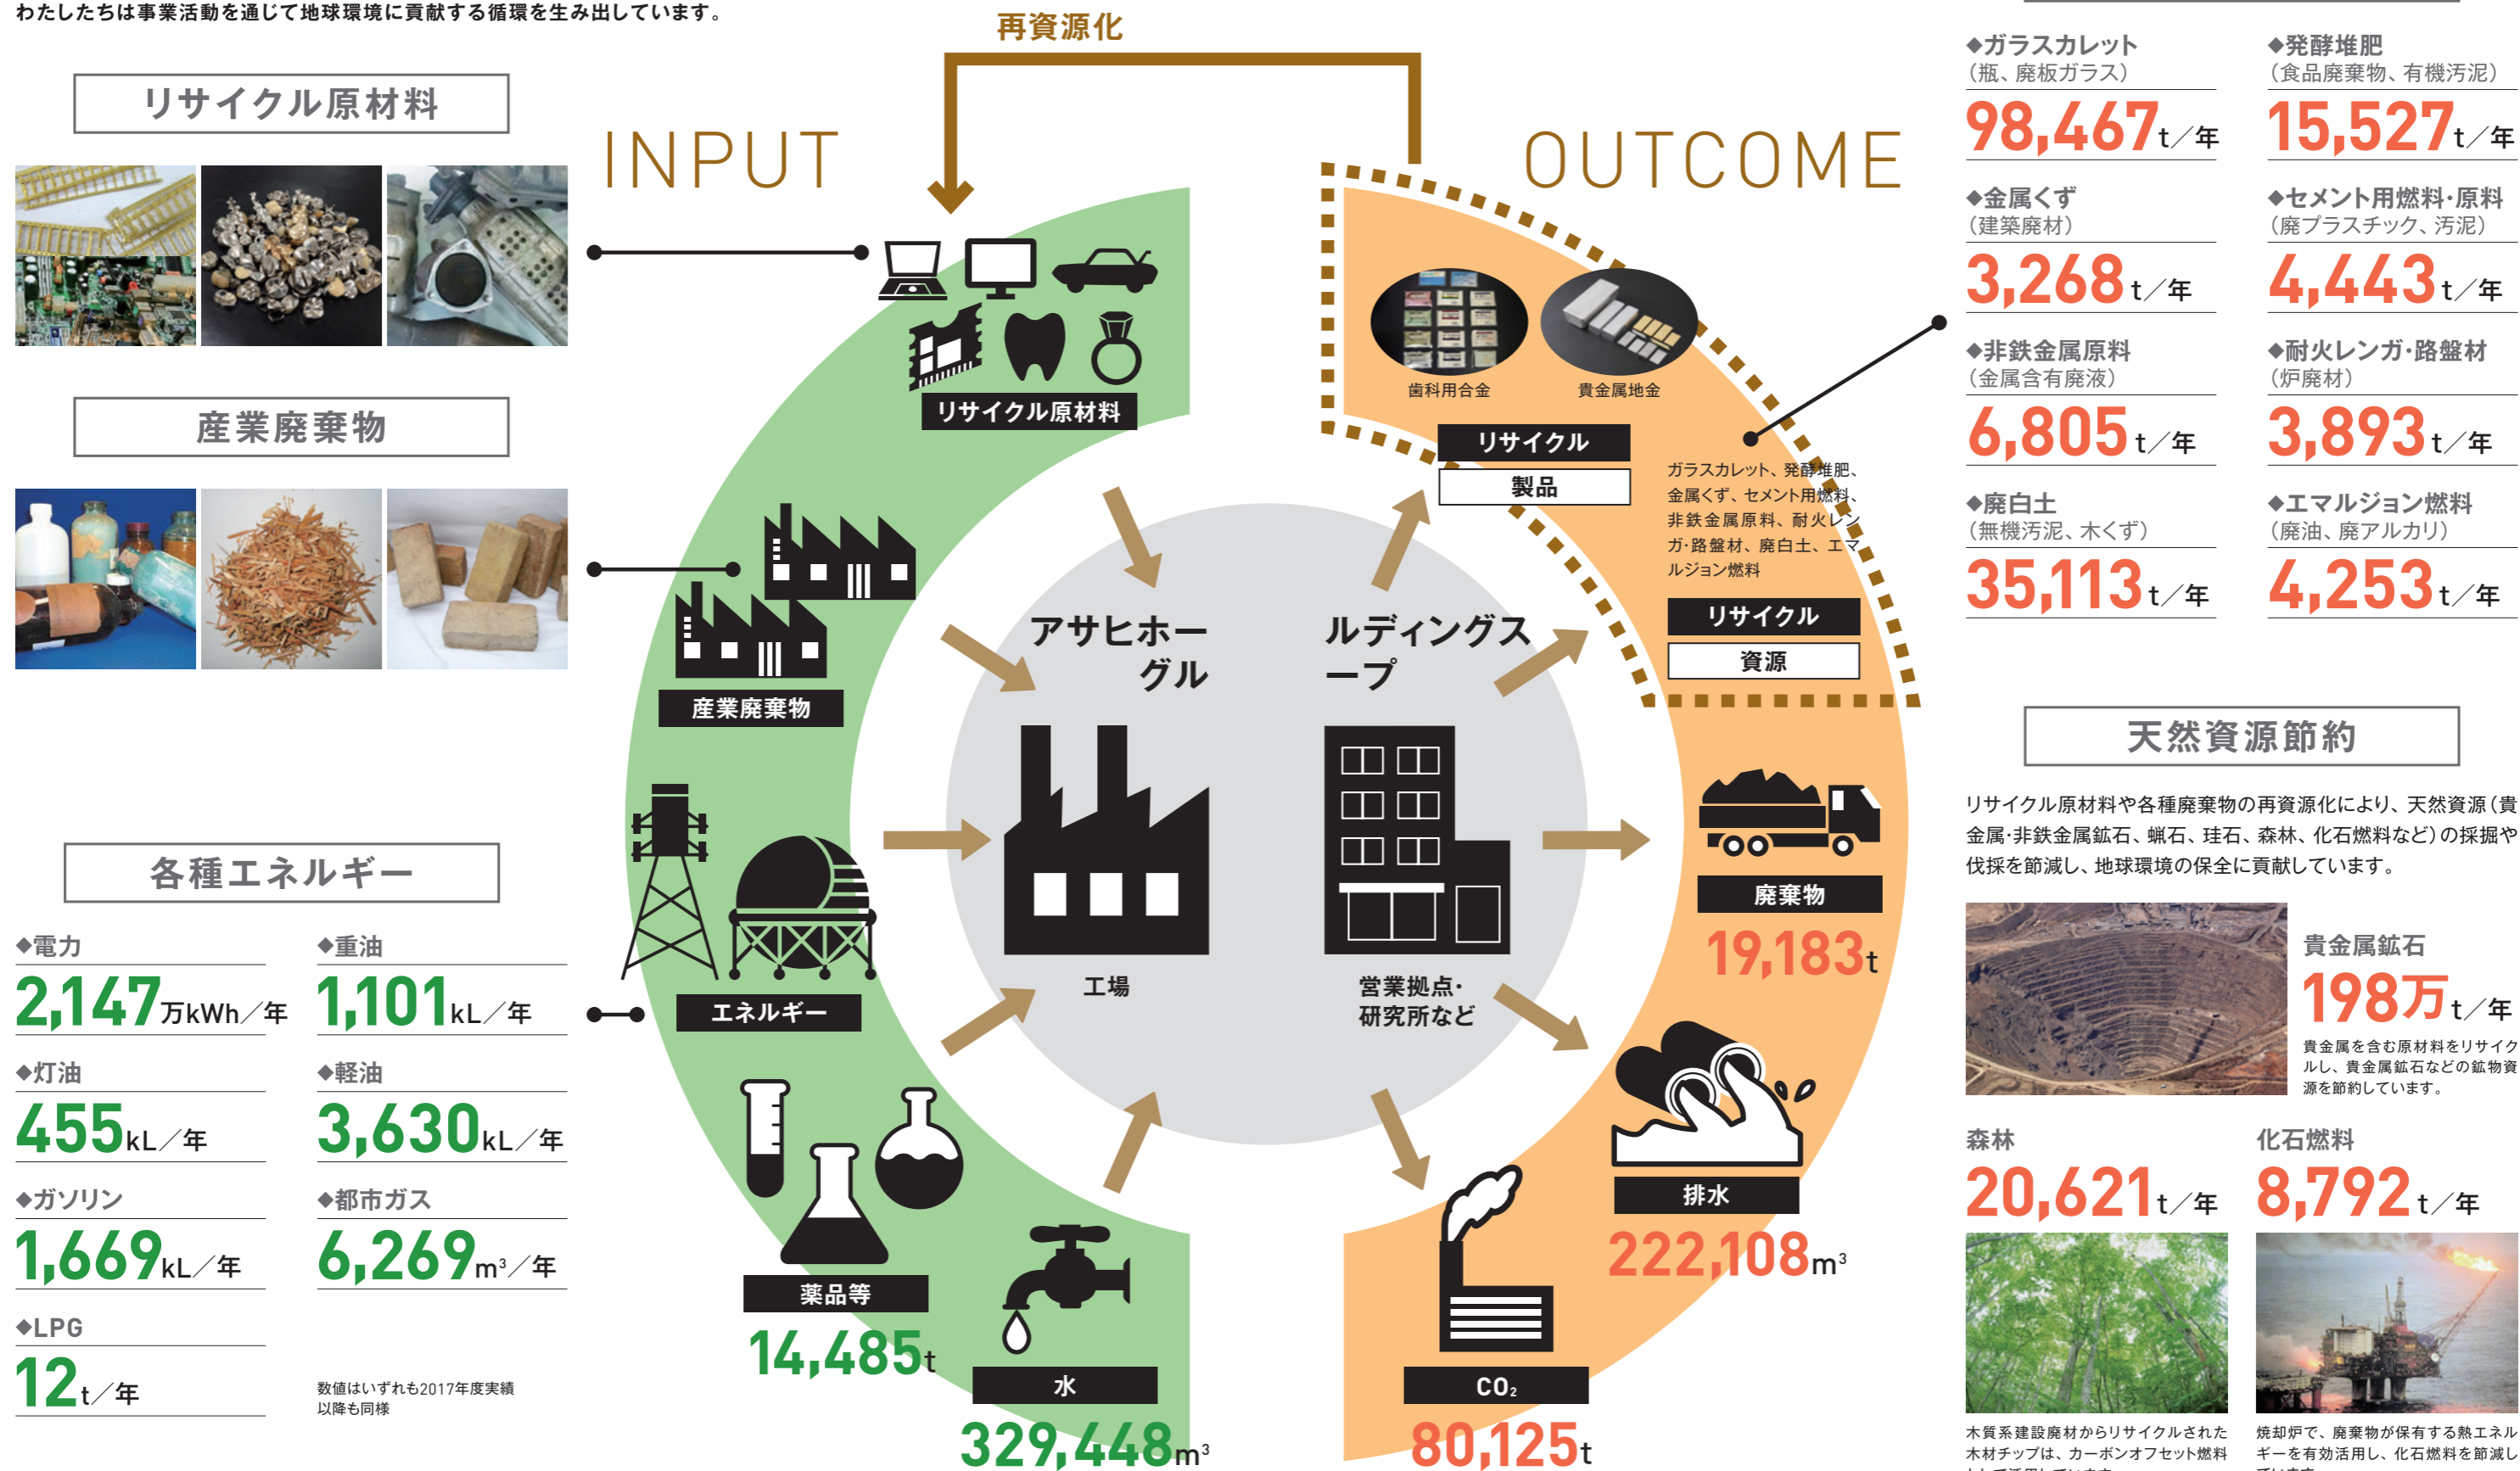 わたしたちは事業活動を通じて地球環境に貢献する循環を生み出しています。
リサイクル原材料
産業廃棄物
各種エネルギー
◆電力
2,147万kWh／年
◆重油
1,101kL／年
◆灯油
455kL／年
◆軽油
3,630kL／年
◆ガソリン
1,669kL／年
◆都市ガス
6,269m³／年
◆LPG
12t／年
数値はいずれも2017年度実績
以降も同様
再資源化
INPUT
リサイクル原材料
産業廃棄物
エネルギー
薬品等
14,485t
水
329,448m³
アサヒホールディングス
グループ
工場
営業拠点・
研究所など
OUTCOME
歯科用合金
貴金属地金
リサイクル
製品
ガラスカレット、発酵堆肥、
金属くず、セメント用燃料、
非鉄金属原料、耐火レン
ガ・路盤材、廃白土、エマ
ルジョン燃料
リサイクル
資源
廃棄物
19,183t
排水
222,108m³
CO₂
80,125t
◆ガラスカレット
（瓶、廃板ガラス）
98,467t／年
◆発酵堆肥
（食品廃棄物、有機汚泥）
15,527t／年
◆金属くず
（建築廃材）
3,268t／年
◆セメント用燃料・原料
（廃プラスチック、汚泥）
4,443t／年
◆非鉄金属原料
（金属含有廃液）
6,805t／年
◆耐火レンガ・路盤材
（炉廃材）
3,893t／年
◆廃白土
（無機汚泥、木くず）
35,113t／年
◆エマルジョン燃料
（廃油、廃アルカリ）
4,253t／年
天然資源節約
リサイクル原材料や各種廃棄物の再資源化により、天然資源（貴
金属・非鉄金属鉱石、蝋石、珪石、森林、化石燃料など）の採掘や
伐採を節減し、地球環境の保全に貢献しています。
貴金属鉱石
198万t／年
貴金属を含む原材料をリサイク
ルし、貴金属鉱石などの鉱物資
源を節約しています。
森林
20,621t／年
木質系建設廃材からリサイクルされた
木材チップは、カーボンオフセット燃料
化石燃料
8,792t／年
焼却炉で、廃棄物が保有する熱エネル
ギーを有効活用し、化石燃料を節減し